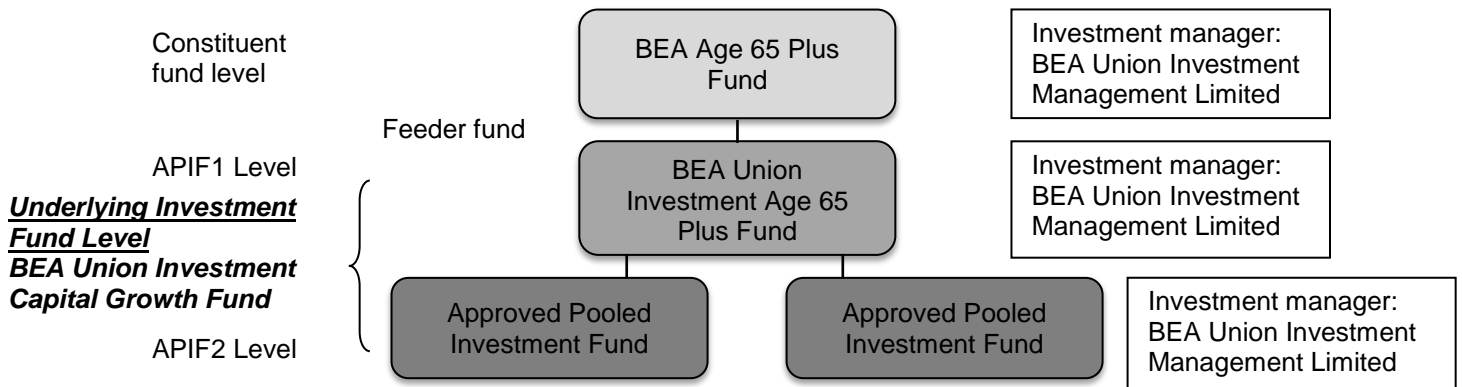 Constituent
fund level
BEA Age 65 Plus
Fund
Investment manager:
BEA Union Investment
Management Limited
Feeder fund
APIF1 Level
BEA Union
Investment Age 65
Plus Fund
Investment manager:
BEA Union Investment
Management Limited
Underlying Investment
Fund Level
BEA Union Investment
Capital Growth Fund
APIF2 Level
Approved Pooled
Investment Fund
Approved Pooled
Investment Fund
Investment manager:
BEA Union Investment
Management Limited